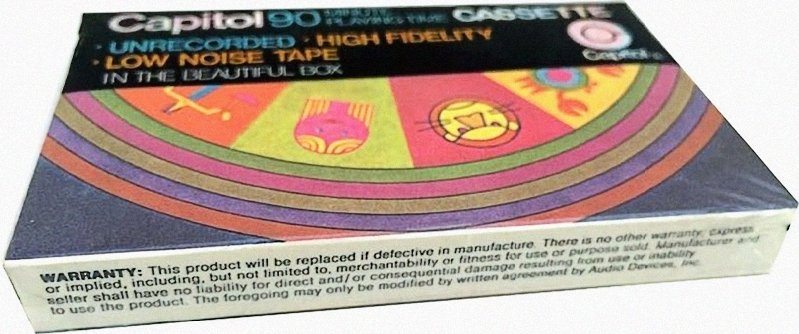 Capitol 90 MINUTE PLAYING TIME CASSETTE
• UNRECORDED • HIGH FIDELITY
• LOW NOISE TAPE
IN THE BEAUTIFUL BOX
Capitol
WARRANTY: This product will be replaced if defective in manufacture. There is no other warranty, express
or implied, including, but not limited to, merchantability or fitness for use or purpose sold. Manufacturer and
seller shall have no liability for direct and/or consequential damage resulting from use or inability
to use the product. The foregoing may only be modified by written agreement by Audio Devices, Inc.